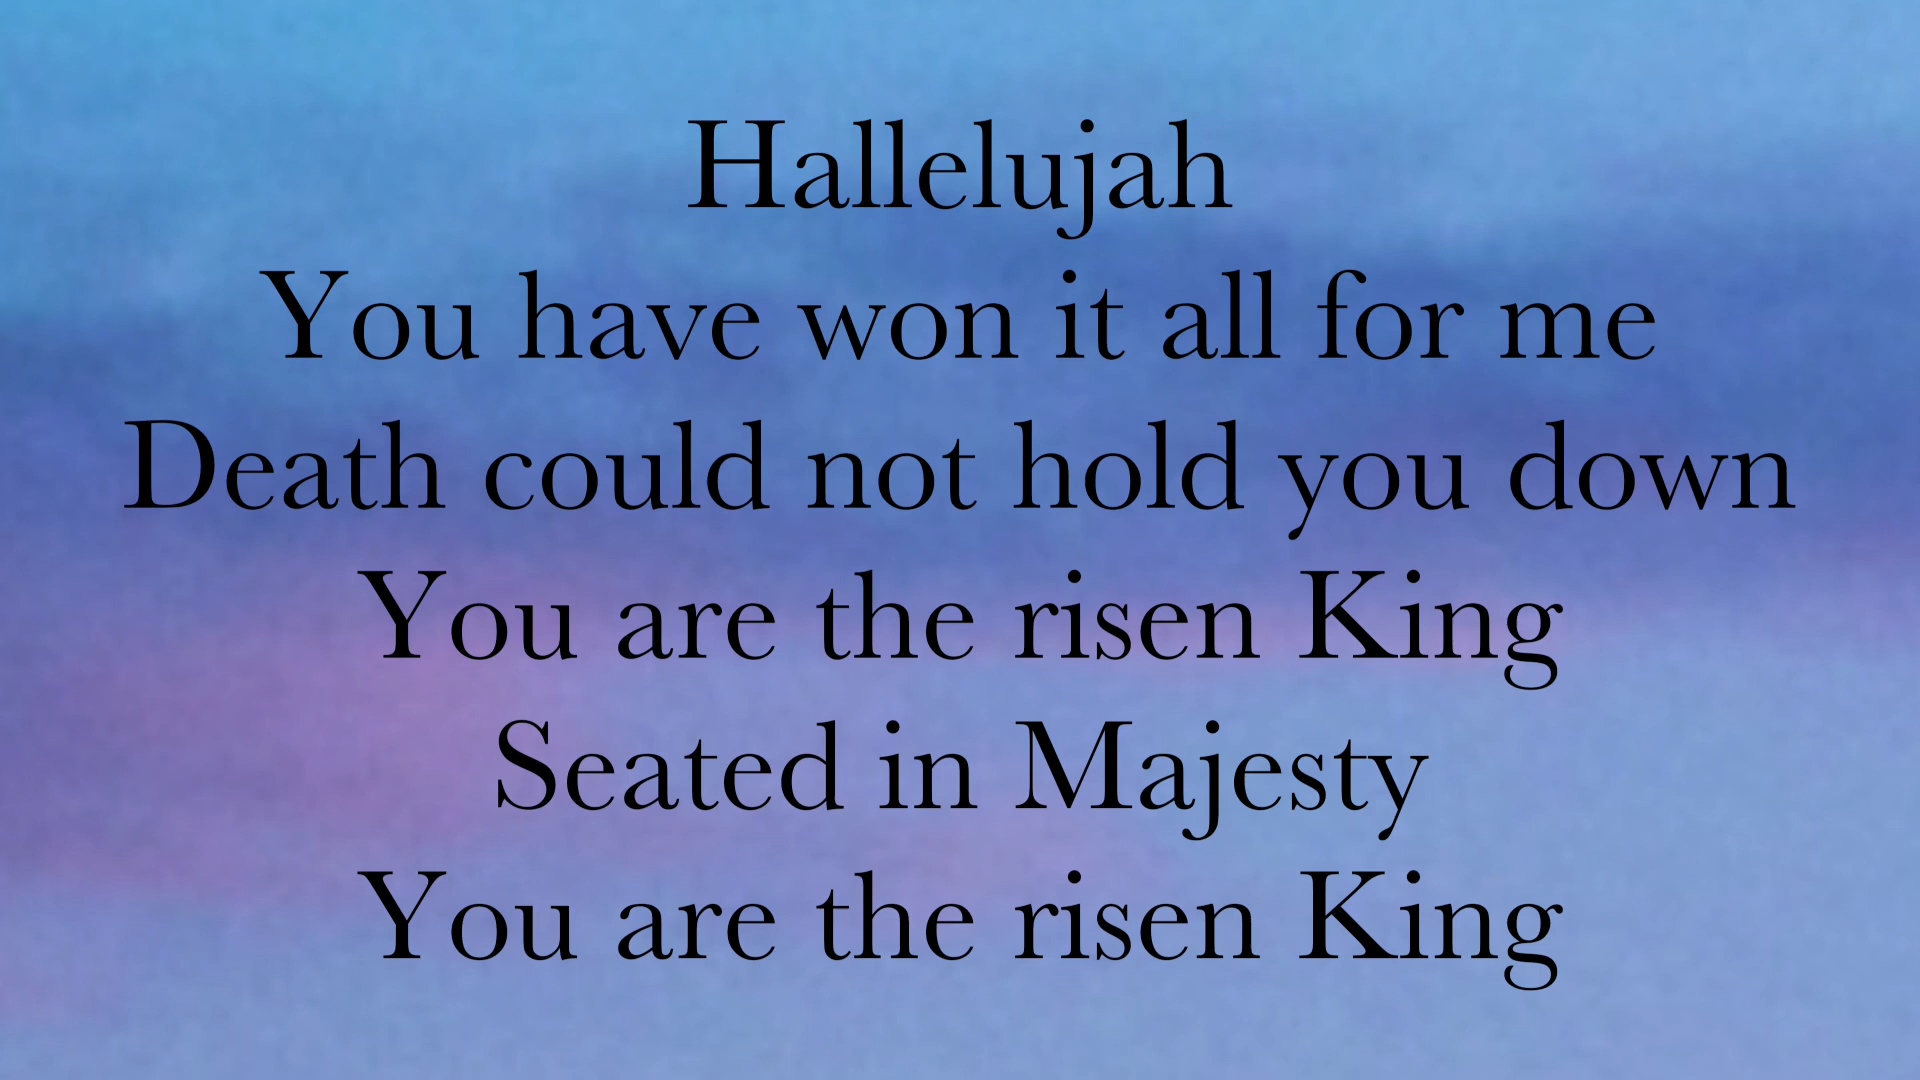 Hallelujah
You have won it all for me
Death could not hold you down
You are the risen King
Seated in Majesty
You are the risen King